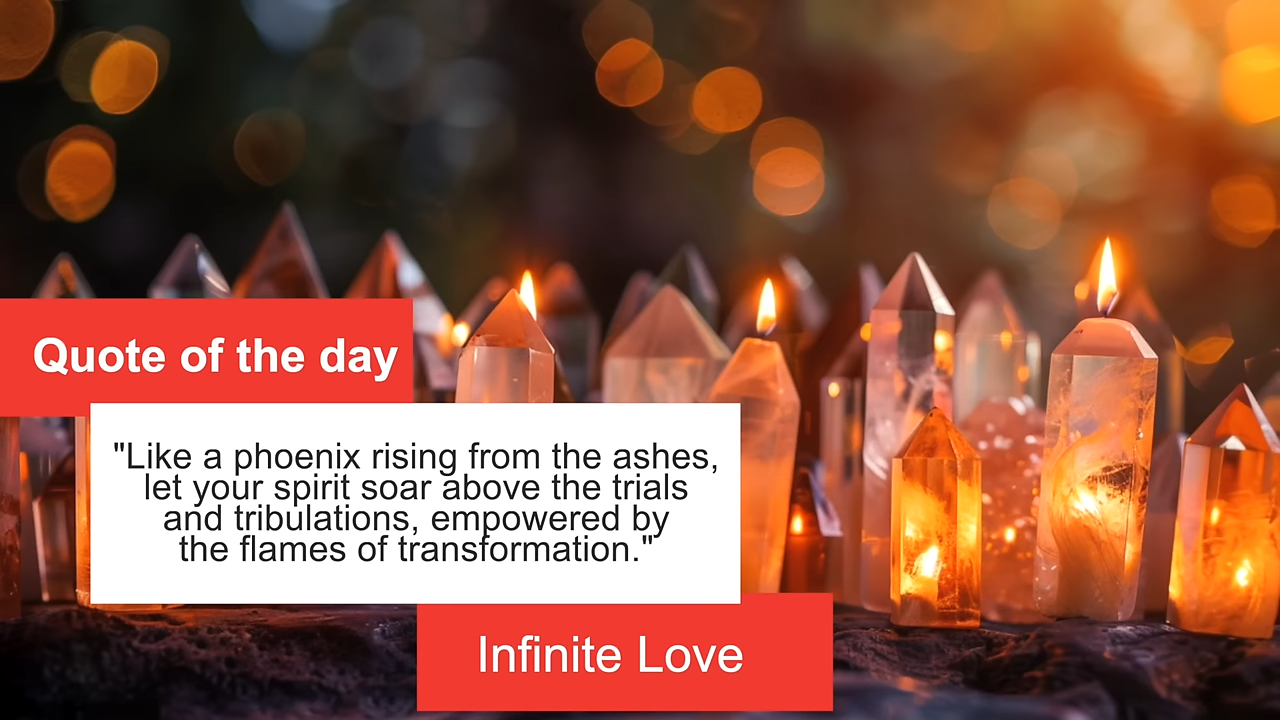 Quote of the day
"Like a phoenix rising from the ashes,
let your spirit soar above the trials
and tribulations, empowered by
the flames of transformation."
Infinite Love